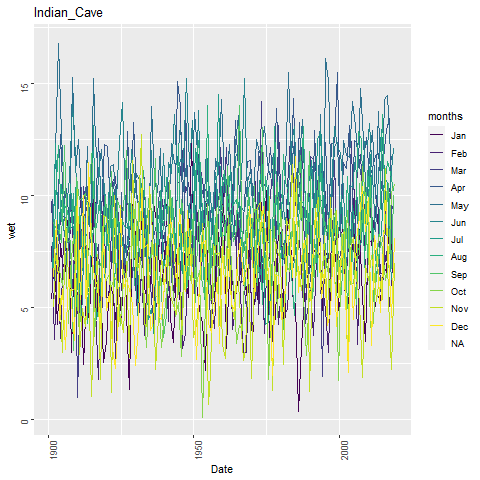 Indian_Cave
15
10
5
0
wet
1900
1950
2000
Date
months
Jan
Feb
Mar
Apr
May
Jun
Jul
Aug
Sep
Oct
Nov
Dec
NA